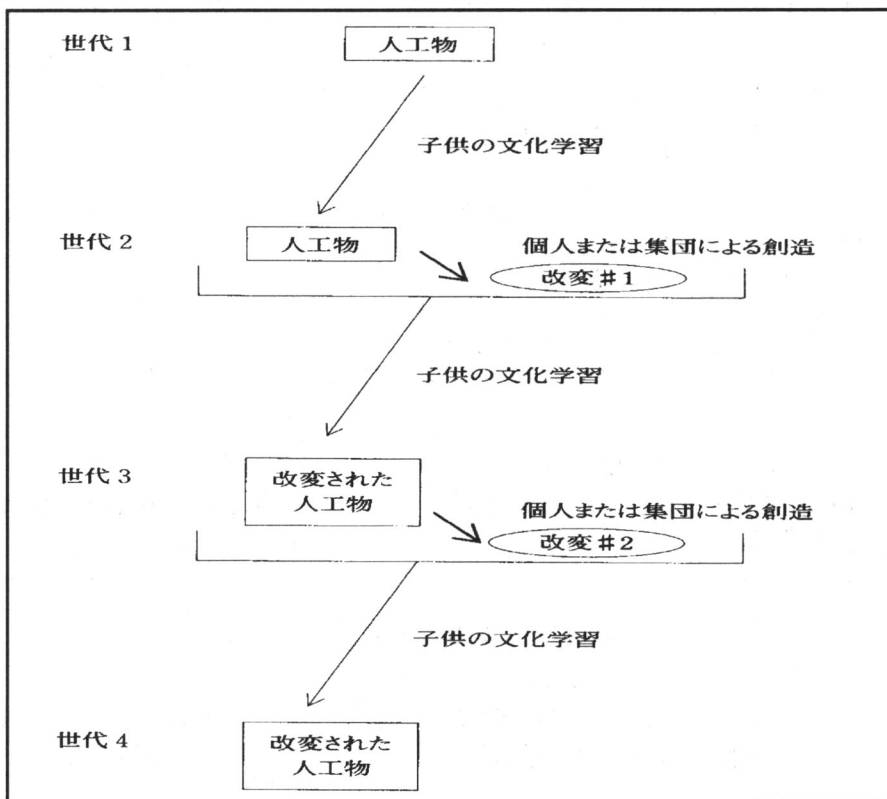 世代 1
人工物
子供の文化学習
世代 2
人工物
個人または集団による創造
改変＃1
子供の文化学習
世代 3
改変された
人工物
個人または集団による創造
改変＃2
子供の文化学習
世代 4
改変された
人工物